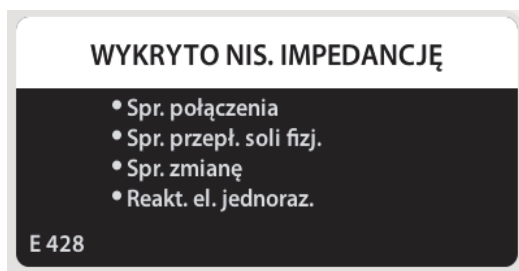 WYKRYTO NIS. IMPEDANCJĘ
• Spr. połączenia
• Spr. przepł. soli fizj.
• Spr. zmianę
• Reakt. el. jednoraz.
E 428